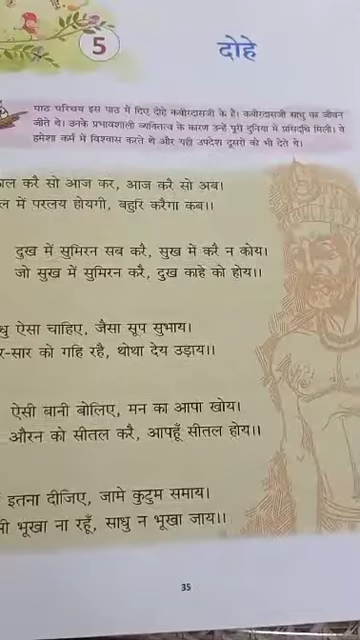 5
दोहे
पाठ परिचय इस पाठ में दिए दोहे कबीरदासजी के हैं। कबीरदासजी साधु का जीवन
जीते थे। उनके प्रभावशाली व्यक्तित्व के कारण उन्हें पूरी दुनिया में प्रसिद्धि मिली। वे
हमेशा कर्म में विश्वास करते थे और यही उपदेश दूसरों को भी देते थे।
करै सो आज कर, आज करै सो अब।
में परलय होयगी, बहुरि करैगा कब।।
दुख में सुमिरन सब करै, सुख में करै न कोय।
जो सुख में सुमिरन करै, दुख काहे को होय।।
ऐसा चाहिए, जैसा सूप सुभाय।
सार को गहि रहै, थोथा देय उड़ाय।।
ऐसी बानी बोलिए, मन का आपा खोय।
औरन को सीतल करै, आपहूँ सीतल होय।।
इतना दीजिए, जामे कुटुम समाय।
भूखा ना रहूँ, साधु न भूखा जाय।।
35